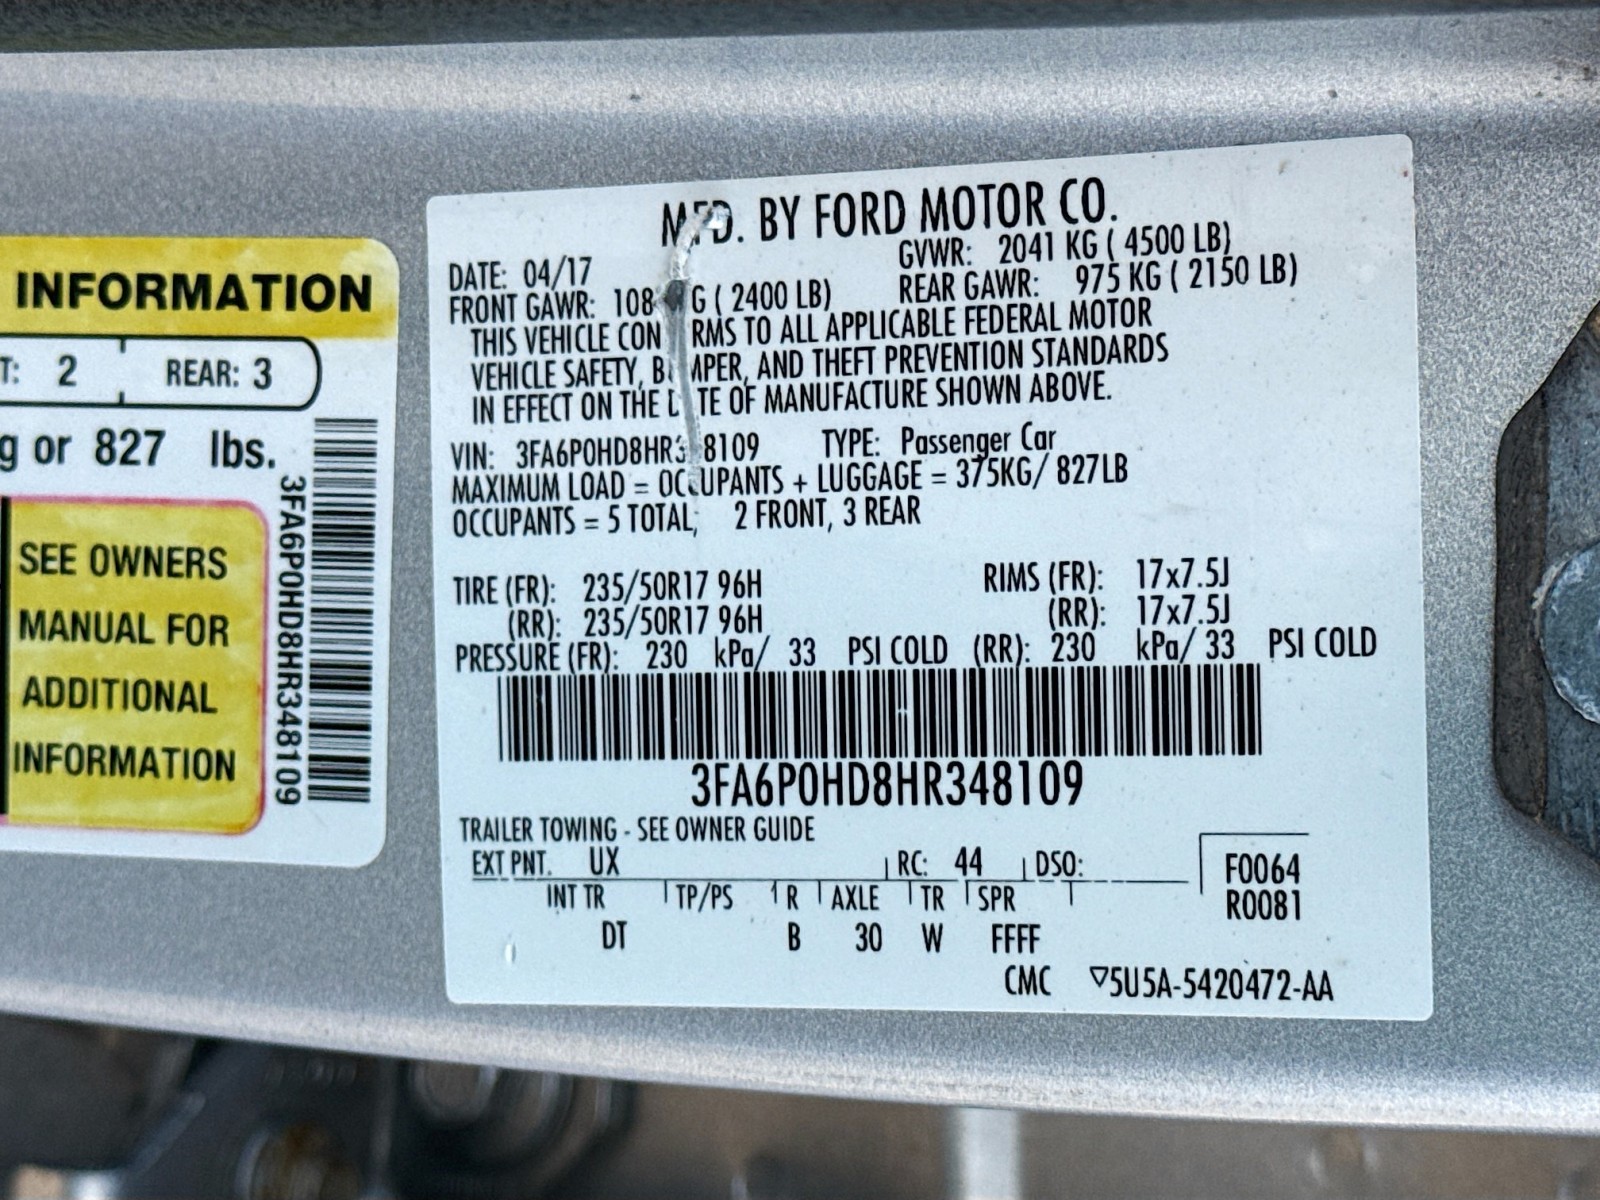 INFORMATION
T: 2 REAR: 3
g or 827 lbs.
3FA6P0HD8HR348109
SEE OWNERS
MANUAL FOR
ADDITIONAL
INFORMATION
MFD. BY FORD MOTOR CO.
DATE: 04/17 GVWR: 2041 KG ( 4500 LB)
FRONT GAWR: 108 G ( 2400 LB) REAR GAWR: 975 KG ( 2150 LB)
THIS VEHICLE CON RMS TO ALL APPLICABLE FEDERAL MOTOR
VEHICLE SAFETY, B MPER, AND THEFT PREVENTION STANDARDS
IN EFFECT ON THE D TE OF MANUFACTURE SHOWN ABOVE.
VIN: 3FA6P0HD8HR3 8109 TYPE: Passenger Car
MAXIMUM LOAD = OCCUPANTS + LUGGAGE = 375KG/ 827LB
OCCUPANTS = 5 TOTAL, 2 FRONT, 3 REAR
TIRE (FR): 235/50R17 96H RIMS (FR): 17x7.5J
(RR): 235/50R17 96H (RR): 17x7.5J
PRESSURE (FR): 230 kPa/ 33 PSI COLD (RR): 230 kPa/ 33 PSI COLD
3FA6P0HD8HR348109
TRAILER TOWING - SEE OWNER GUIDE
EXT PNT. UX RC: 44 DSO: F0064
INT TR TP/PS R AXLE TR SPR R0081
DT B 30 W FFFF
CMC ▽5U5A-5420472-AA